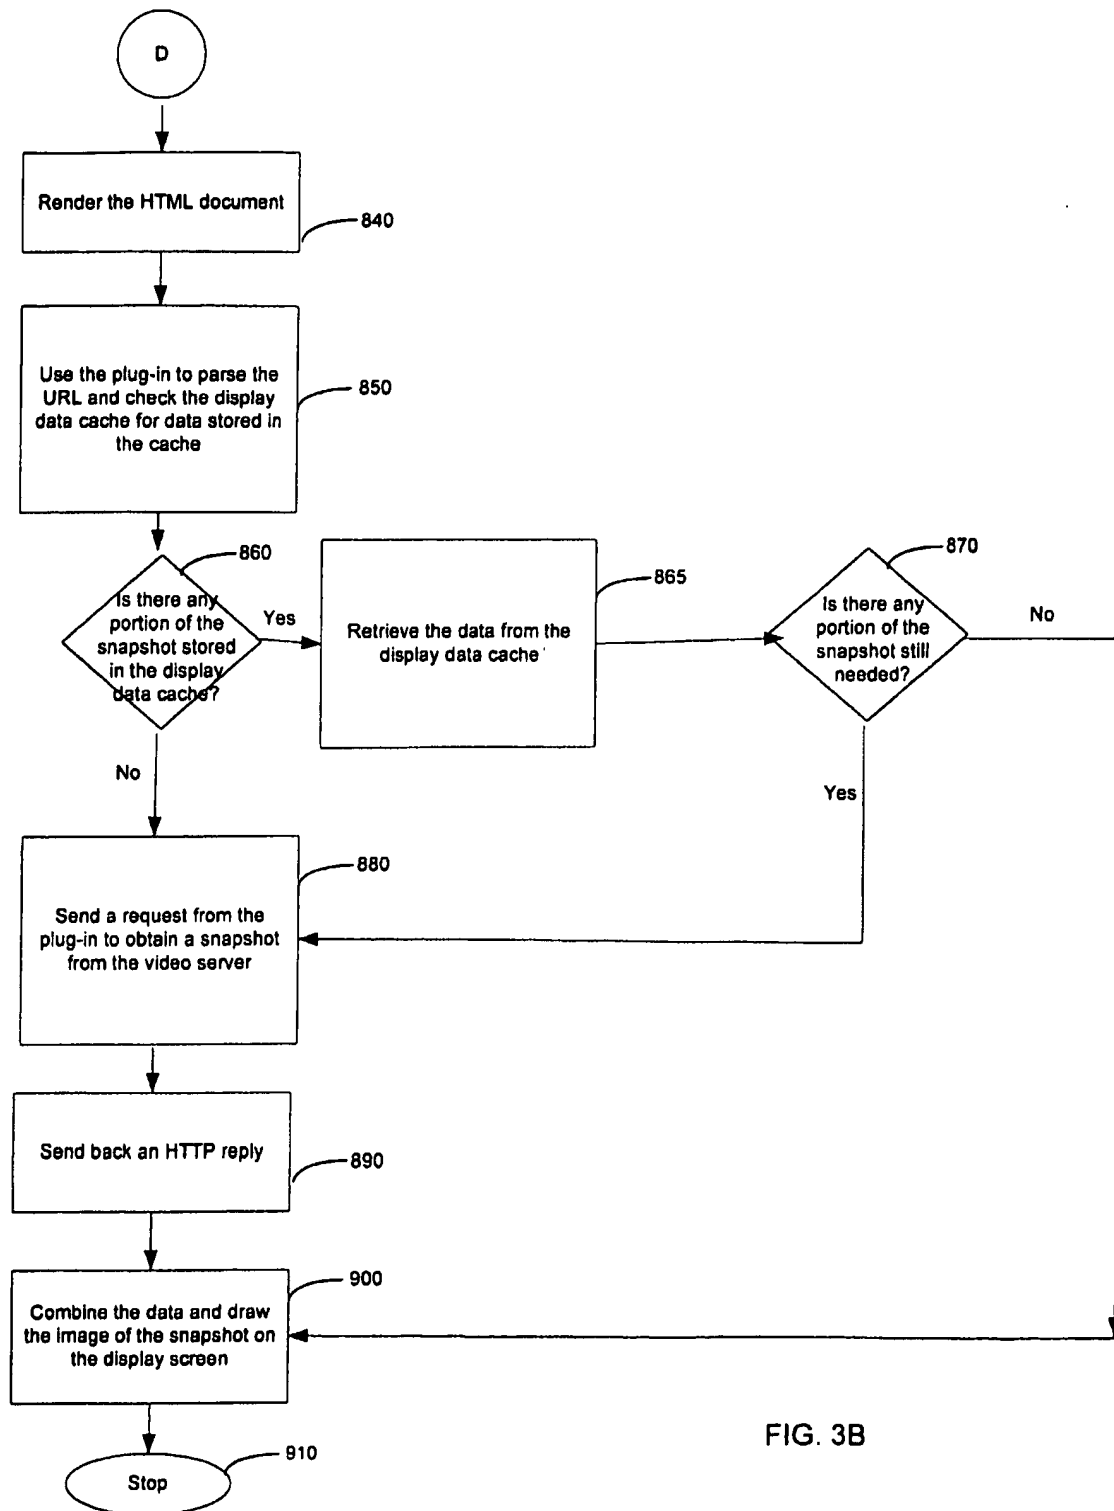 D
Render the HTML document
840
Use the plug-in to parse the
URL and check the display
data cache for data stored in
the cache
850
860
Is there any
portion of the
snapshot stored
in the display
data cache?
Yes
Retrieve the data from the
display data cache
865
870
Is there any
portion of the
snapshot still
needed?
No
No
Yes
880
Send a request from the
plug-in to obtain a snapshot
from the video server
Send back an HTTP reply
890
900
Combine the data and draw
the image of the snapshot on
the display screen
910
Stop
FIG. 3B